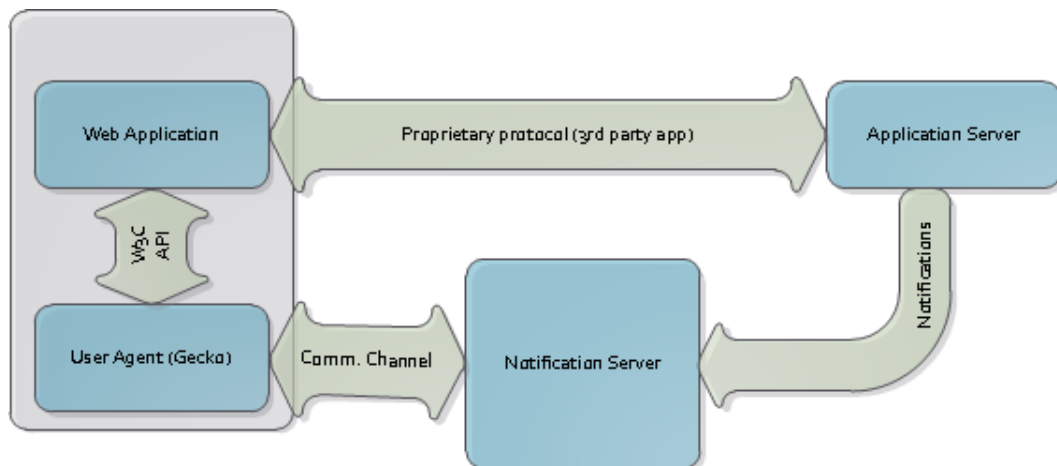 Web Application
Proprietary protocol (3rd party app)
Application Server
W3C
API
Notifications
User Agent (Gecko)
Comm. Channel
Notification Server